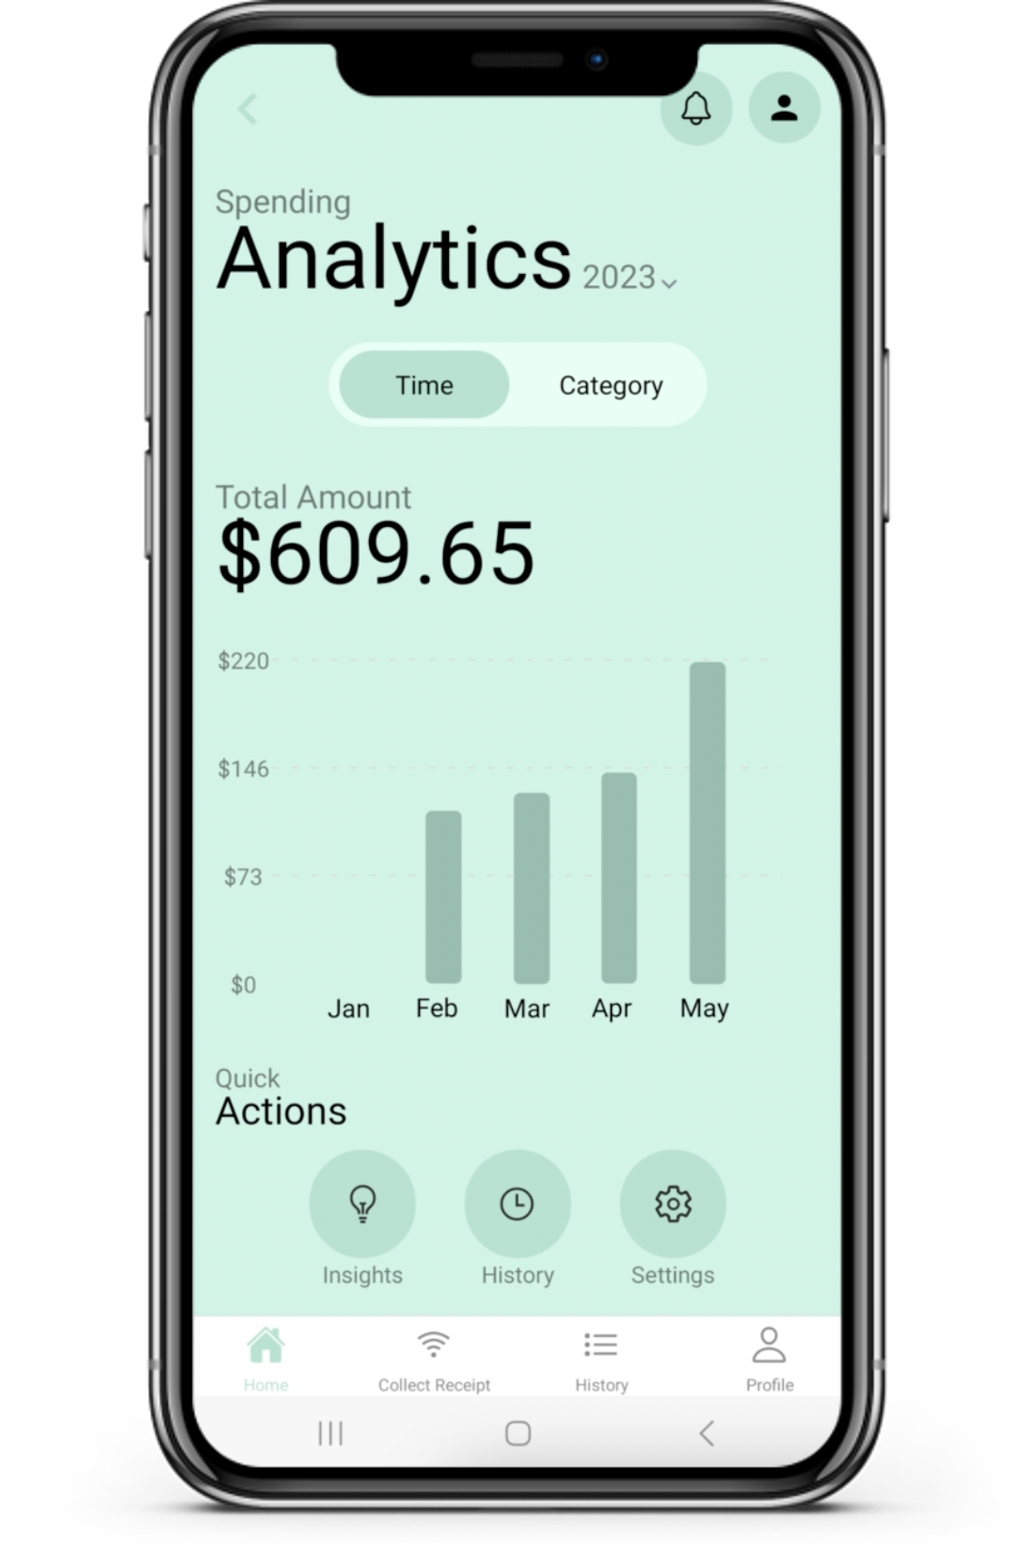 Spending
Analytics 2023
Time Category
Total Amount
$609.65
$220
$146
$73
$0
Jan Feb Mar Apr May
Quick
Actions
Insights History Settings
Home Collect Receipt History Profile